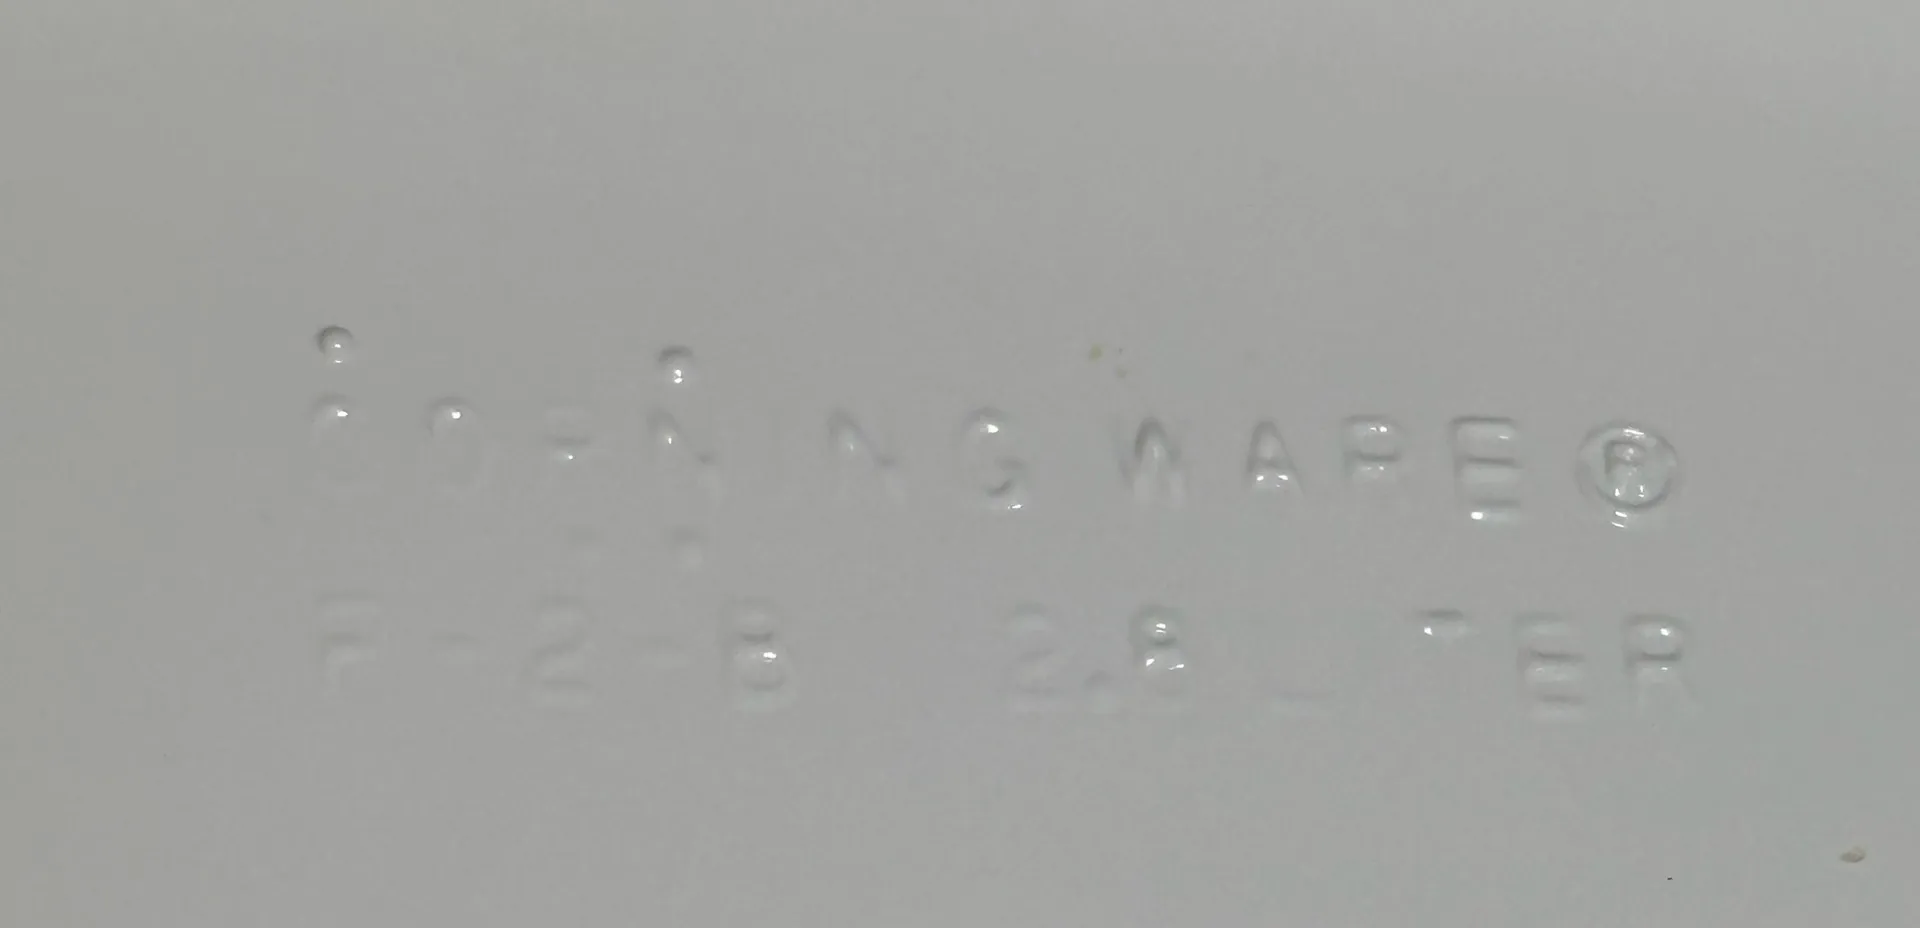 CORNING WARE®
P-2-B 2.8 LITER